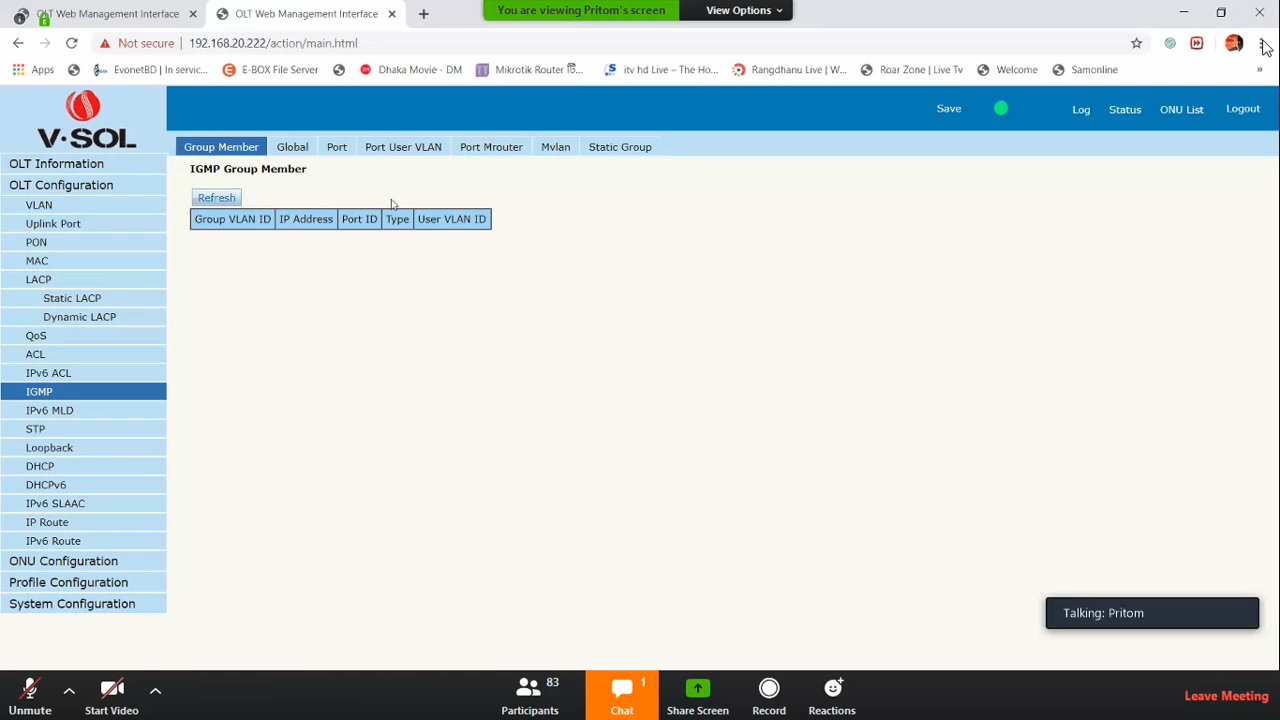 OLT Web Management Interface
OLT Web Management Interface
You are viewing Pritom's screen
View Options
Not secure
192.168.20.222/action/main.html
Apps
EvonetBD | In servic...
E-BOX File Server
Dhaka Movie - DM
Mikrotik Router
itv hd Live – The Ho...
Rangdhanu Live | W...
Roar Zone | Live Tv
Welcome
Samonline
»
V·SOL
Save
Log
Status
ONU List
Logout
Group Member
Global
Port
Port User VLAN
Port Mrouter
Mvlan
Static Group
OLT Information
OLT Configuration
VLAN
Uplink Port
PON
MAC
LACP
Static LACP
Dynamic LACP
QoS
ACL
IPv6 ACL
IGMP
IPv6 MLD
STP
Loopback
DHCP
DHCPv6
IPv6 SLAAC
IP Route
IPv6 Route
ONU Configuration
Profile Configuration
System Configuration
IGMP Group Member
Refresh
Group VLAN ID
IP Address
Port ID
Type
User VLAN ID
Talking: Pritom
Unmute
Start Video
83
Participants
1
Chat
Share Screen
Record
Reactions
Leave Meeting